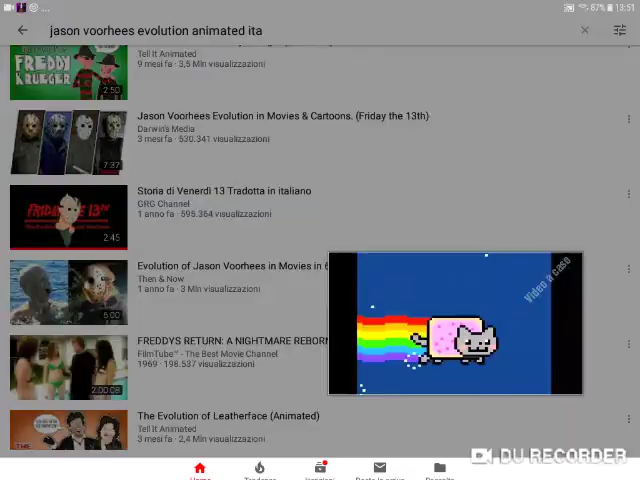 87% 13:51
jason voorhees evolution animated ita
FREDDY
KRUEGER
2:50
Tell It Animated
9 mesi fa · 3,5 Mln visualizzazioni
7:37
Jason Voorhees Evolution in Movies & Cartoons. (Friday the 13th)
Darwin's Media
3 mesi fa · 530.341 visualizzazioni
2:45
Storia di Venerdì 13 Tradotta in italiano
GRG Channel
1 anno fa · 595.364 visualizzazioni
6:00
Evolution of Jason Voorhees in Movies in
Then & Now
1 anno fa · 3 Mln visualizzazioni
Video a caso
2:00:08
FREDDYS RETURN: A NIGHTMARE REBORN
FilmTube™ - The Best Movie Channel
1969 · 198.537 visualizzazioni
THE
The Evolution of Leatherface (Animated)
Tell It Animated
3 mesi fa · 2,4 Mln visualizzazioni
DU RECORDER
Home